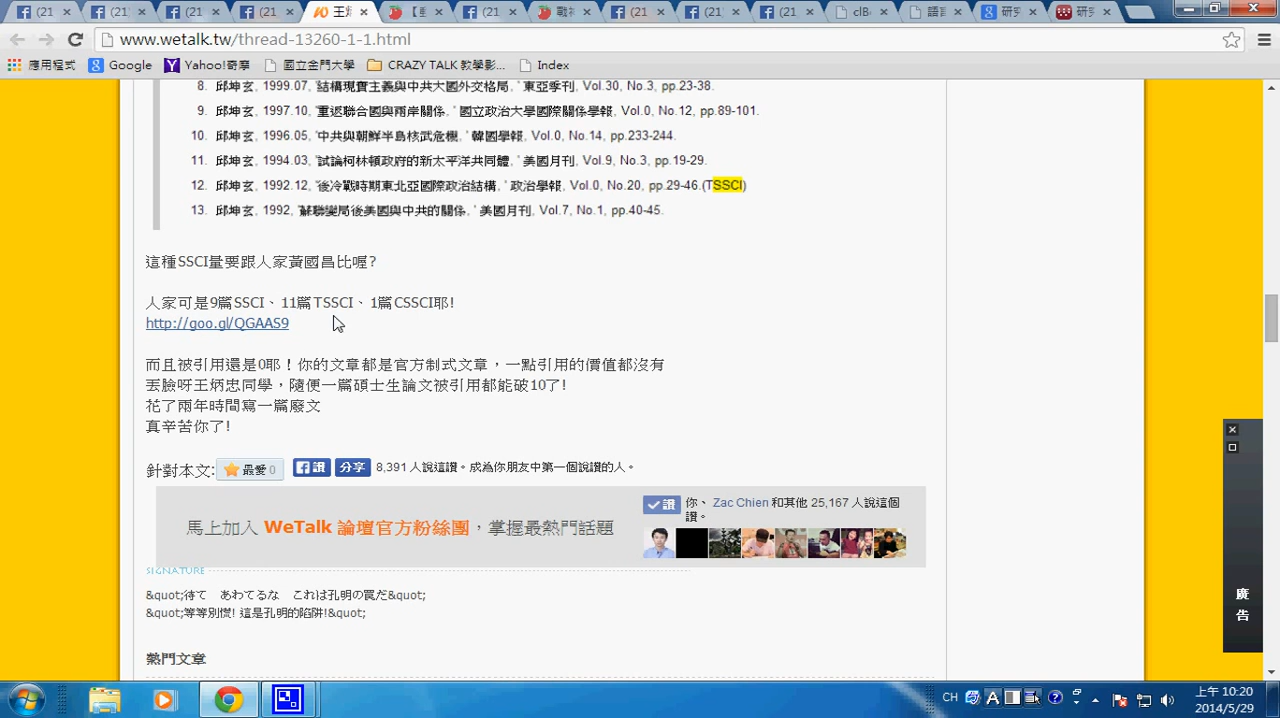 (21
(21
(21
(21
王炳
【重
(21
戰神
(21
(21
(21
clB
語言
研究
研究
www.wetalk.tw/thread-13260-1-1.html
應用程式 Google Yahoo!奇摩 國立金門大學 CRAZY TALK 教學影... Index
8. 邱坤玄, 1999.07, "結構現實主義與中共大國外交格局," 東亞季刊, Vol.30, No.3, pp.23-38.
9. 邱坤玄, 1997.10, "重返聯合國與兩岸關係," 國立政治大學國際關係學報, Vol.0, No.12, pp.89-101.
10. 邱坤玄, 1996.05, "中共與朝鮮半島核武危機," 韓國學報, Vol.0, No.14, pp.233-244.
11. 邱坤玄, 1994.03, "試論柯林頓政府的新太平洋共同體," 美國月刊, Vol.9, No.3, pp.19-29.
12. 邱坤玄, 1992.12, "後冷戰時期東北亞國際政治結構," 政治學報, Vol.0, No.20, pp.29-46.(TSSCI)
13. 邱坤玄, 1992, "蘇聯變局後美國與中共的關係," 美國月刊, Vol.7, No.1, pp.40-45.
這種SSCI量要跟人家黃國昌比喔?
人家可是9篇SSCI、11篇TSSCI、1篇CSSCI耶!
http://goo.gl/QGAAS9
而且被引用還是0耶！你的文章都是官方制式文章，一點引用的價值都沒有
丟臉呀王炳忠同學，隨便一篇碩士生論文被引用都能破10了!
花了兩年時間寫一篇廢文
真辛苦你了!
針對本文: 最愛 0 讚 分享 8,391 人說這讚。成為你朋友中第一個說讚的人。
馬上加入 WeTalk 論壇官方粉絲團，掌握最熱門話題
讚 你、 Zac Chien 和其他 25,167 人說這個
讚。
SIGNATURE
&quot;待て　あわてるな　これは孔明の罠だ&quot;
&quot;等等別慌! 這是孔明的陷阱!&quot;
熱門文章
廣
告
CH A
上午 10:20
2014/5/29